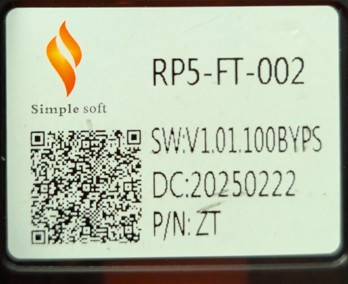 RP5-FT-002
Simple soft
SW:V1.01.100BYPS
DC:20250222
P/N: ZT